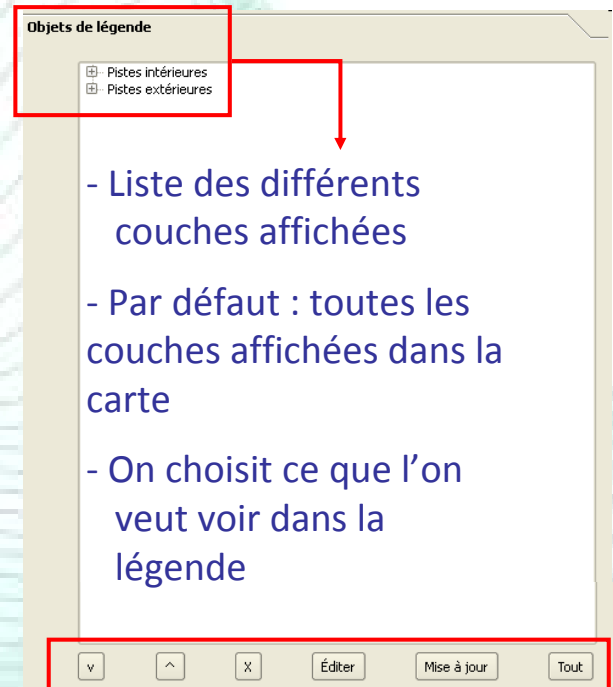 Objets de légende
Pistes intérieures
Pistes extérieures
- Liste des différents
couches affichées
- Par défaut : toutes les
couches affichées dans la
carte
- On choisit ce que l’on
veut voir dans la
légende
v ^ X Éditer Mise à jour Tout